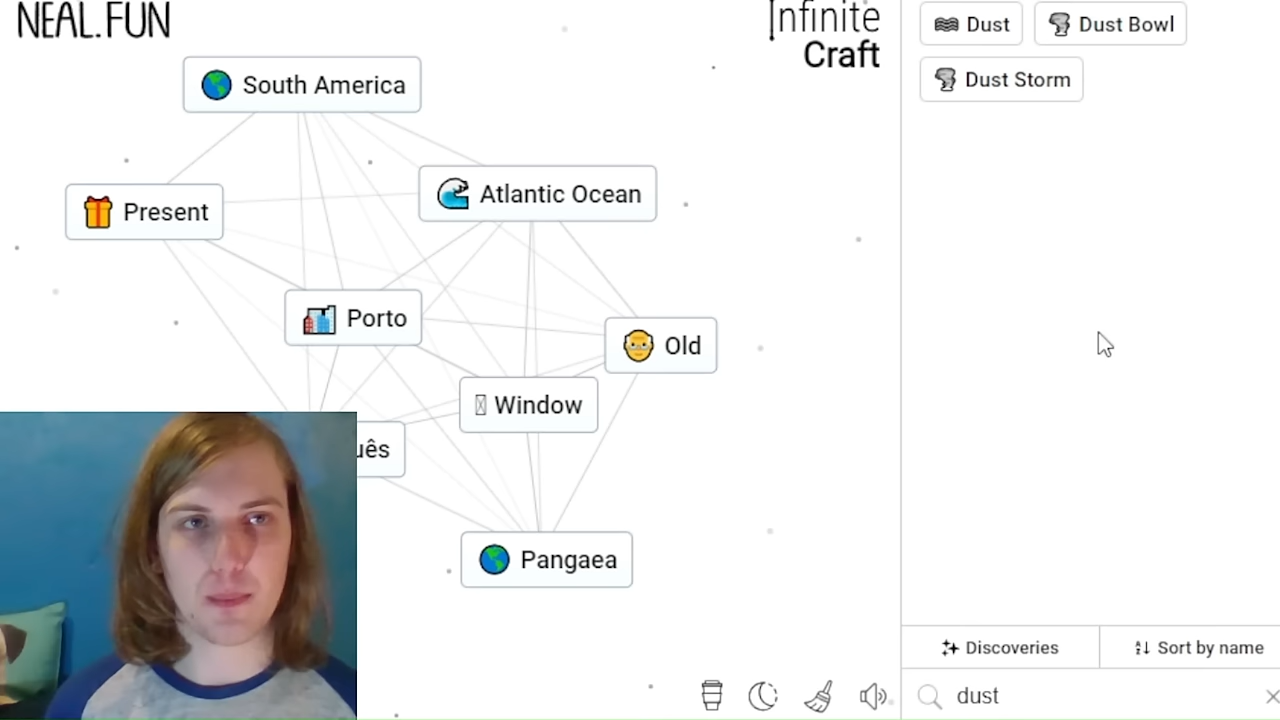 NEAL.FUN
Infinite
Craft
South America
Present
Atlantic Ocean
Porto
Old
Window
uês
Pangaea
Dust
Dust Bowl
Dust Storm
Discoveries
Sort by name
dust